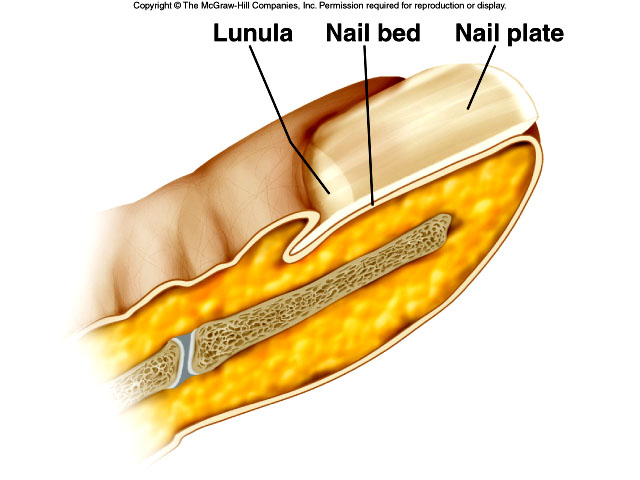 Copyright © The McGraw-Hill Companies, Inc. Permission required for reproduction or display.
Lunula Nail bed Nail plate